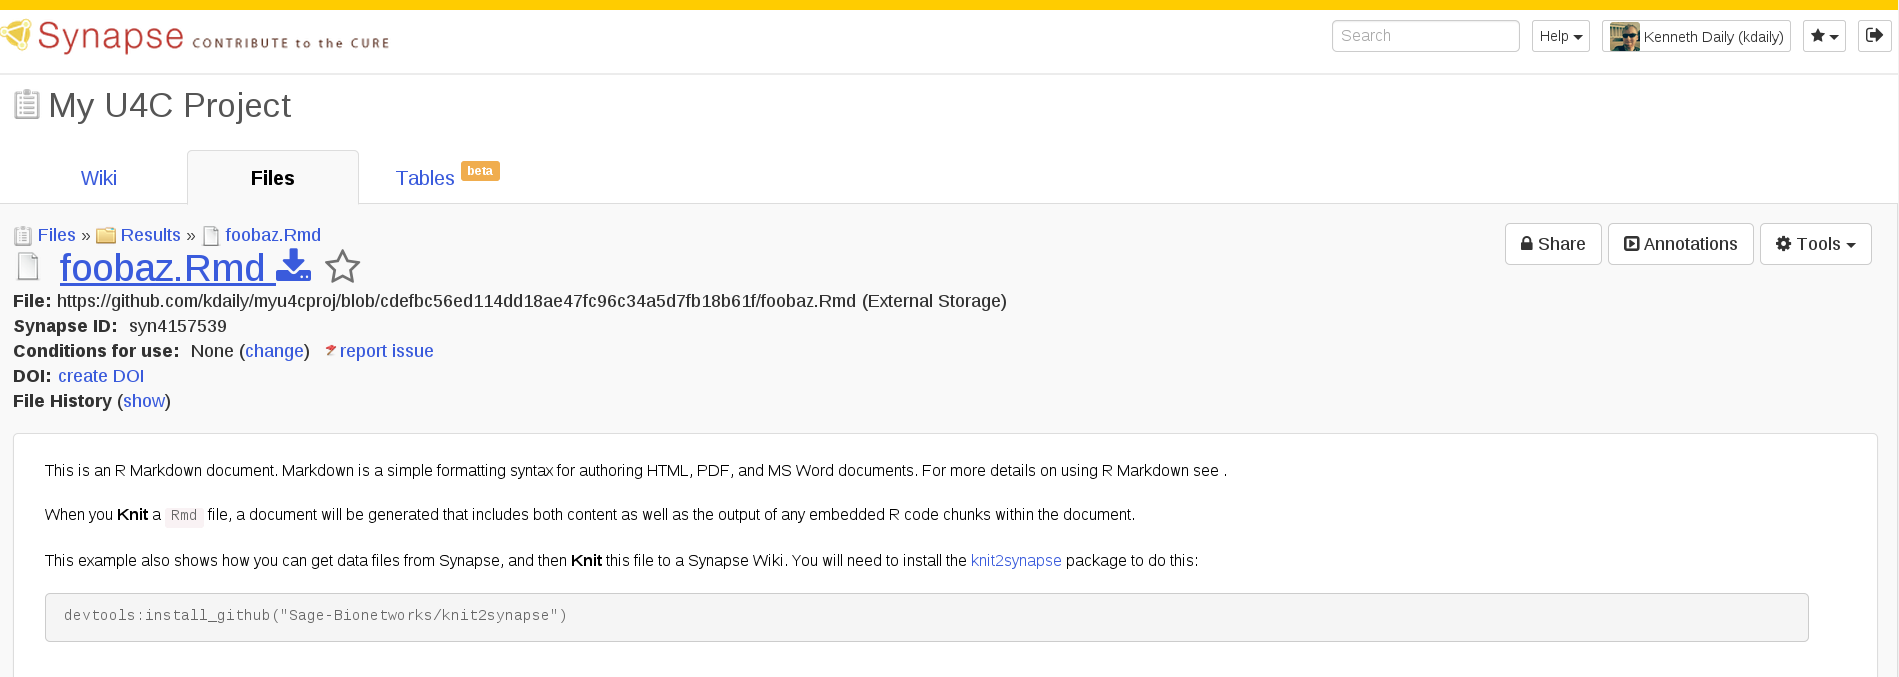 Synapse CONTRIBUTE to the CURE
Search
Help
Kenneth Daily (kdaily)
My U4C Project
Wiki
Files
Tables beta
Files » Results » foobaz.Rmd
Share
Annotations
Tools
foobaz.Rmd
File: https://github.com/kdaily/myu4cproj/blob/cdefbc56ed114dd18ae47fc96c34a5d7fb18b61f/foobaz.Rmd (External Storage)
Synapse ID: syn4157539
Conditions for use: None (change) report issue
DOI: create DOI
File History (show)
This is an R Markdown document. Markdown is a simple formatting syntax for authoring HTML, PDF, and MS Word documents. For more details on using R Markdown see .
When you Knit a Rmd file, a document will be generated that includes both content as well as the output of any embedded R code chunks within the document.
This example also shows how you can get data files from Synapse, and then Knit this file to a Synapse Wiki. You will need to install the knit2synapse package to do this:
devtools:install_github("Sage-Bionetworks/knit2synapse")